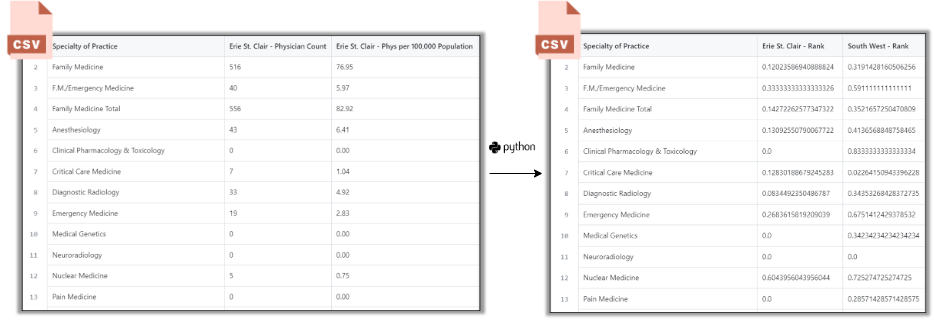 CSV
Specialty of Practice Erie St. Clair - Physician Count Erie St. Clair - Phys per 100,000 Population
2 Family Medicine 516 76.95
3 F.M./Emergency Medicine 40 5.97
4 Family Medicine Total 556 82.92
5 Anesthesiology 43 6.41
6 Clinical Pharmacology & Toxicology 0 0.00
7 Critical Care Medicine 7 1.04
8 Diagnostic Radiology 33 4.92
9 Emergency Medicine 19 2.83
10 Medical Genetics 0 0.00
11 Neuroradiology 0 0.00
12 Nuclear Medicine 5 0.75
13 Pain Medicine 0 0.00
python
CSV
Specialty of Practice Erie St. Clair - Rank South West - Rank
2 Family Medicine 0.12023586940888824 0.3191428160506256
3 F.M./Emergency Medicine 0.33333333333333326 0.591111111111111
4 Family Medicine Total 0.14272262577347322 0.3521657250470809
5 Anesthesiology 0.13092550790067722 0.4136568848758465
6 Clinical Pharmacology & Toxicology 0.0 0.8333333333333334
7 Critical Care Medicine 0.12830188679245283 0.02264150943396228
8 Diagnostic Radiology 0.0834492350486787 0.34353268428372735
9 Emergency Medicine 0.2683615819209039 0.6751412429378532
10 Medical Genetics 0.0 0.34234234234234234
11 Neuroradiology 0.0 0.0
12 Nuclear Medicine 0.6043956043956044 0.725274725274725
13 Pain Medicine 0.0 0.28571428571428575